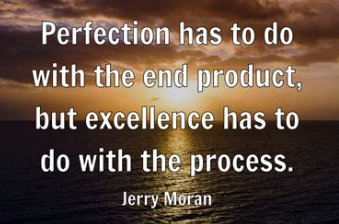 Perfection has to do
with the end product,
but excellence has to
do with the process.
Jerry Moran